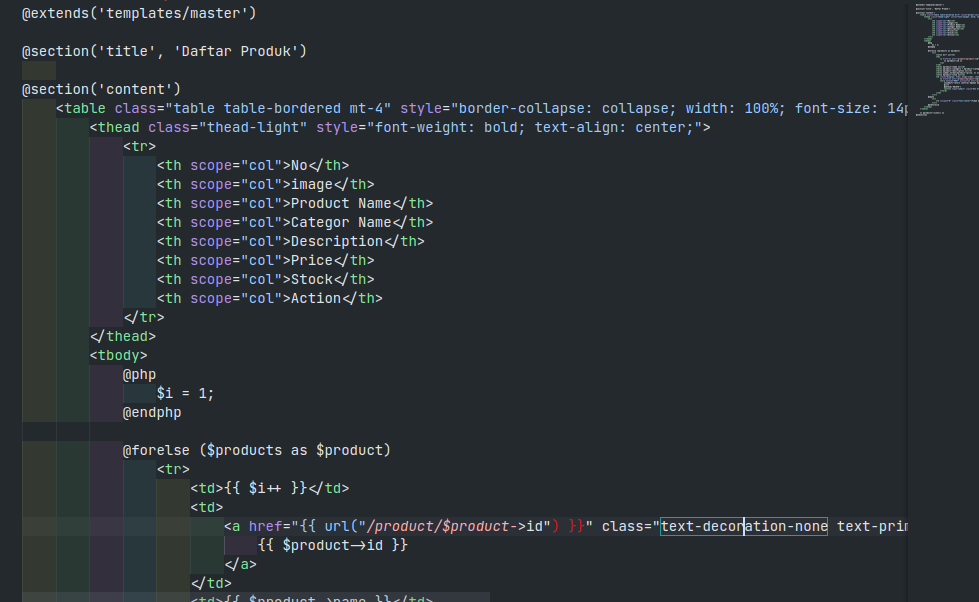 @extends('templates/master')
@section('title', 'Daftar Produk')
@section('content')
<table class="table table-bordered mt-4" style="border-collapse: collapse; width: 100%; font-size: 14p
<thead class="thead-light" style="font-weight: bold; text-align: center;">
<tr>
<th scope="col">No</th>
<th scope="col">image</th>
<th scope="col">Product Name</th>
<th scope="col">Categor Name</th>
<th scope="col">Description</th>
<th scope="col">Price</th>
<th scope="col">Stock</th>
<th scope="col">Action</th>
</tr>
</thead>
<tbody>
@php
$i = 1;
@endphp
@forelse ($products as $product)
<tr>
<td>{{ $i++ }}</td>
<td>
<a href="{{ url("/product/$product->id") }}" class="text-decoration-none text-prim
{{ $product->id }}
</a>
</td>
<td>{{ $product->name }}</td>